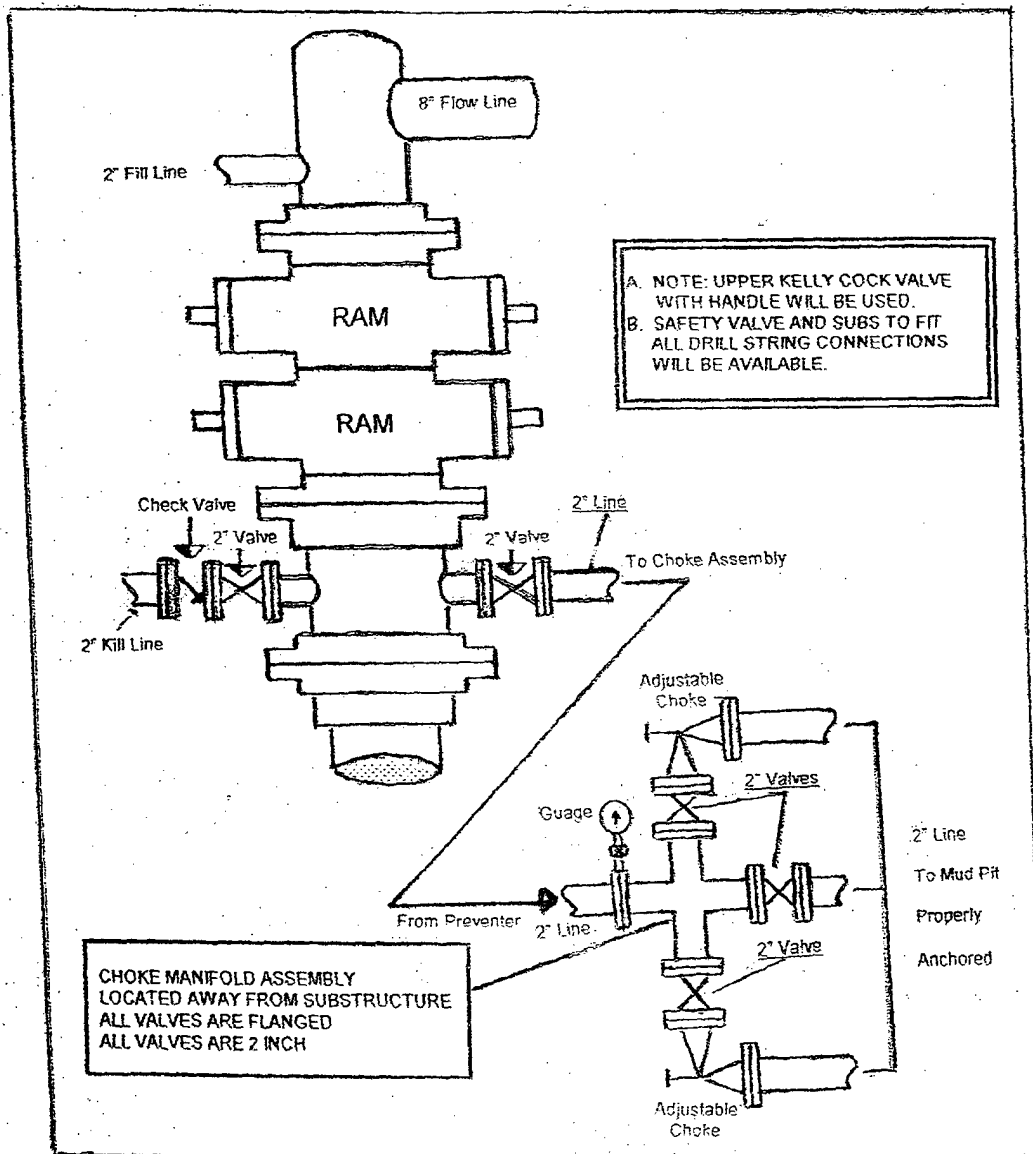 8" Flow Line
2" Fill Line
A. NOTE: UPPER KELLY COCK VALVE
WITH HANDLE WILL BE USED.
B. SAFETY VALVE AND SUBS TO FIT
ALL DRILL STRING CONNECTIONS
WILL BE AVAILABLE.
RAM
RAM
Check Valve
2" Valve
2" Valve
2" Line
To Choke Assembly
2" Kill Line
Adjustable
Choke
2" Valves
Guage
2" Line
To Mud Pit
Properly
Anchored
From Preventer
2" Line
2" Valve
CHOKE MANIFOLD ASSEMBLY
LOCATED AWAY FROM SUBSTRUCTURE
ALL VALVES ARE FLANGED
ALL VALVES ARE 2 INCH
Adjustable
Choke